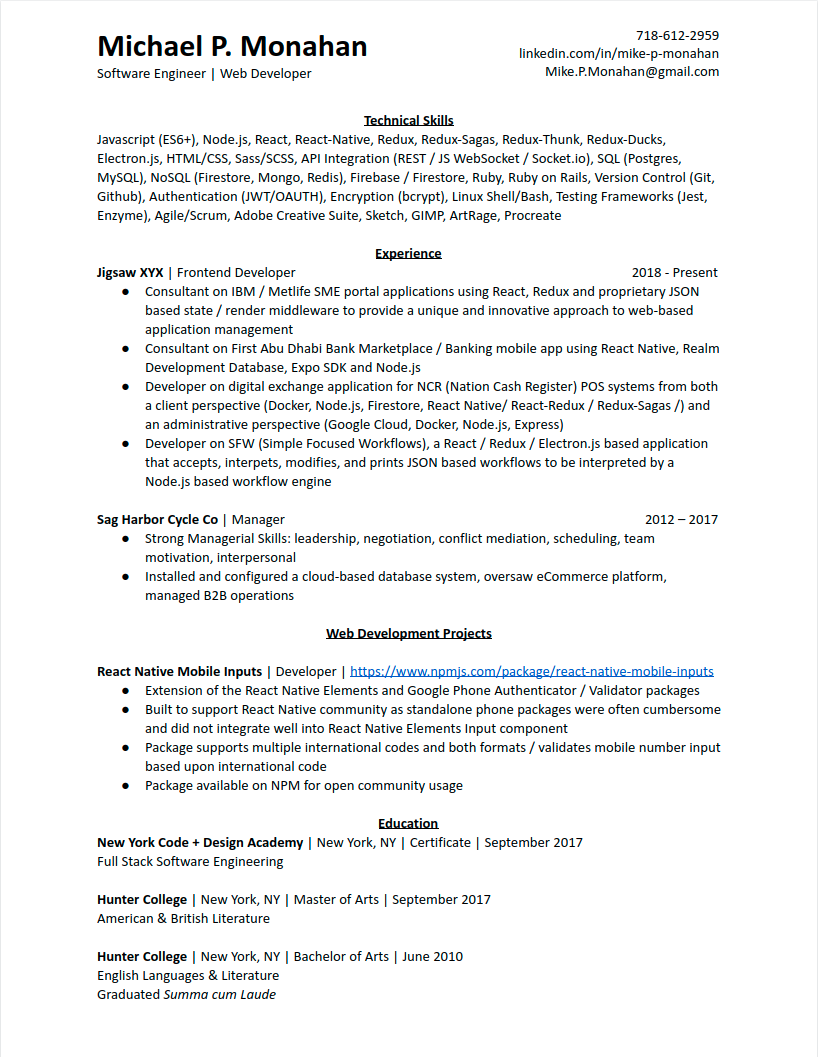 Michael P. Monahan
Software Engineer | Web Developer
718-612-2959
linkedin.com/in/mike-p-monahan
Mike.P.Monahan@gmail.com
Technical Skills
Javascript (ES6+), Node.js, React, React-Native, Redux, Redux-Sagas, Redux-Thunk, Redux-Ducks,
Electron.js, HTML/CSS, Sass/SCSS, API Integration (REST / JS WebSocket / Socket.io), SQL (Postgres,
MySQL), NoSQL (Firestore, Mongo, Redis), Firebase / Firestore, Ruby, Ruby on Rails, Version Control (Git,
Github), Authentication (JWT/OAUTH), Encryption (bcrypt), Linux Shell/Bash, Testing Frameworks (Jest,
Enzyme), Agile/Scrum, Adobe Creative Suite, Sketch, GIMP, ArtRage, Procreate
Experience
Jigsaw XYX | Frontend Developer 2018 - Present
● Consultant on IBM / Metlife SME portal applications using React, Redux and proprietary JSON
based state / render middleware to provide a unique and innovative approach to web-based
application management
● Consultant on First Abu Dhabi Bank Marketplace / Banking mobile app using React Native, Realm
Development Database, Expo SDK and Node.js
● Developer on digital exchange application for NCR (Nation Cash Register) POS systems from both
a client perspective (Docker, Node.js, Firestore, React Native/ React-Redux / Redux-Sagas /) and
an administrative perspective (Google Cloud, Docker, Node.js, Express)
● Developer on SFW (Simple Focused Workflows), a React / Redux / Electron.js based application
that accepts, interpets, modifies, and prints JSON based workflows to be interpreted by a
Node.js based workflow engine
Sag Harbor Cycle Co | Manager 2012 – 2017
● Strong Managerial Skills: leadership, negotiation, conflict mediation, scheduling, team
motivation, interpersonal
● Installed and configured a cloud-based database system, oversaw eCommerce platform,
managed B2B operations
Web Development Projects
React Native Mobile Inputs | Developer | https://www.npmjs.com/package/react-native-mobile-inputs
● Extension of the React Native Elements and Google Phone Authenticator / Validator packages
● Built to support React Native community as standalone phone packages were often cumbersome
and did not integrate well into React Native Elements Input component
● Package supports multiple international codes and both formats / validates mobile number input
based upon international code
● Package available on NPM for open community usage
Education
New York Code + Design Academy | New York, NY | Certificate | September 2017
Full Stack Software Engineering
Hunter College | New York, NY | Master of Arts | September 2017
American & British Literature
Hunter College | New York, NY | Bachelor of Arts | June 2010
English Languages & Literature
Graduated Summa cum Laude